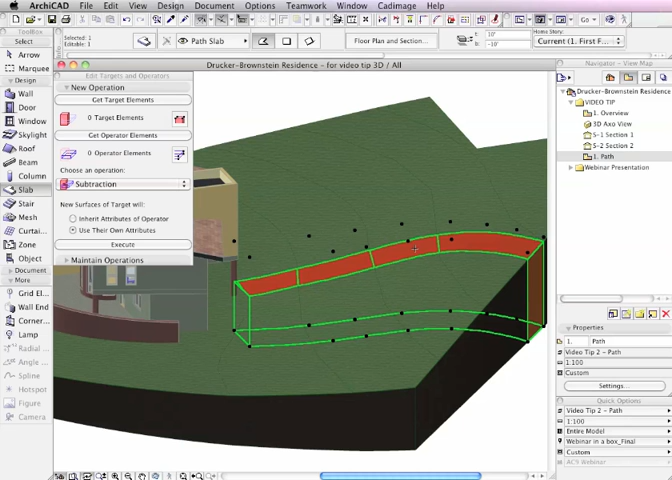 ArchiCAD File Edit View Design Document Options Teamwork Window Cadimage Help
ToolBox
Select
Arrow
Marquee
Design
Wall
Door
Window
Skylight
Roof
Beam
Column
Slab
Stair
Mesh
Curtai...
Zone
Object
Document
More
Grid El...
Wall End
Corner...
Lamp
Radial ...
Angle ...
Spline
Hotspot
Figure
Camera
Selected: 1
Editable: 1
Path Slab
Floor Plan and Section...
Home Story:
Current (1. First F...
Drucker-Brownstein Residence - for video tip 3D / All
Edit Targets and Operators
New Operation
Get Target Elements
0 Target Elements
Get Operator Elements
0 Operator Elements
Choose an operation:
Subtraction
New Surfaces of Target will:
Inherit Attributes of Operator
Use Their Own Attributes
Execute
Maintain Operations
Go
Navigator - View Map
Drucker-Brownstein Residence
VIDEO TIP
1. Overview
3D Axo View
S-1 Section 1
S-2 Section 2
1. Path
Webinar Presentation
Properties
1. Path
Video Tip 2 - Path
1:100
Custom
Settings...
Quick Options
Video Tip 2 - Path
1:100
Entire Model
Webinar in a box_Final